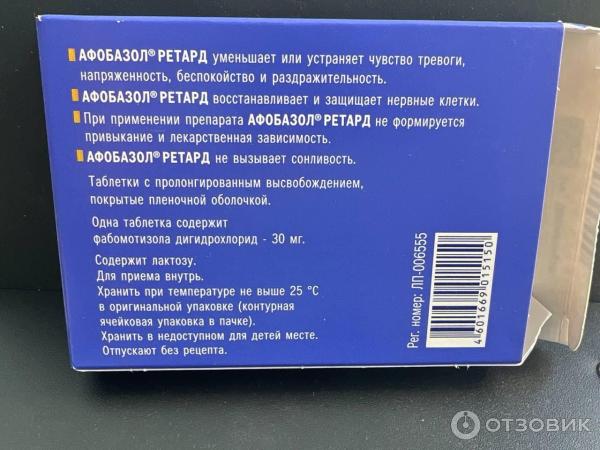 АФОБАЗОЛ® РЕТАРД уменьшает или устраняет чувство тревоги,
напряженность, беспокойство и раздражительность.
АФОБАЗОЛ® РЕТАРД восстанавливает и защищает нервные клетки.
При применении препарата АФОБАЗОЛ® РЕТАРД не формируется
привыкание и лекарственная зависимость.
АФОБАЗОЛ® РЕТАРД не вызывает сонливость.
Таблетки с пролонгированным высвобождением,
покрытые пленочной оболочкой.
Одна таблетка содержит
фабомотизола дигидрохлорид - 30 мг.
Содержит лактозу.
Для приема внутрь.
Хранить при температуре не выше 25 °С
в оригинальной упаковке (контурная
ячейковая упаковка в пачке).
Хранить в недоступном для детей месте.
Отпускают без рецепта.
Рег. номер: ЛП-006555
4 601669 015150
ОТЗОВИК